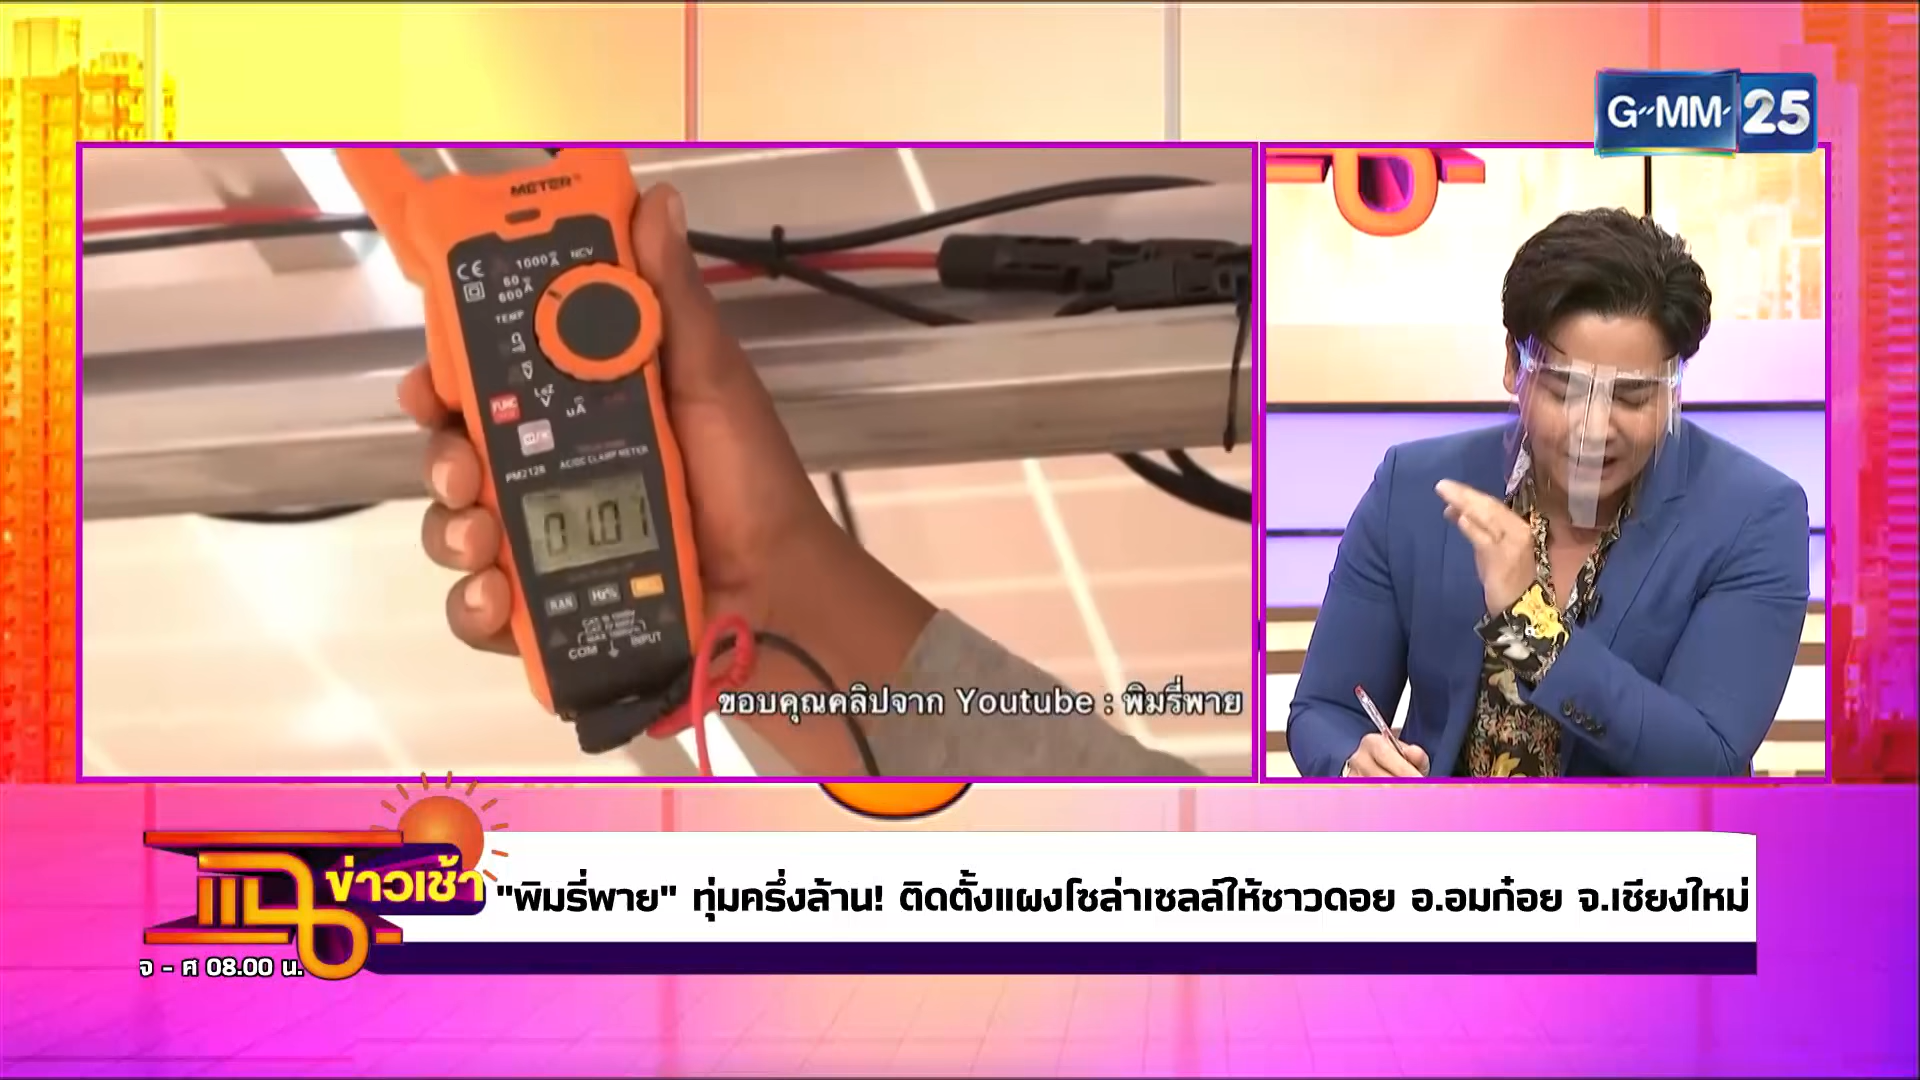 G-MM- 25
METER
CE
1000A
NCV
60
600A
TEMP
LoZ
V
uA
FUNC
PM2128
AC/DC CLAMP METER
01.01
RAN
Hz%
COM
INPUT
ขอบคุณคลิปจาก Youtube : พิมรี่พาย
แฉ
ข่าวเช้า
"พิมรี่พาย" ทุ่มครึ่งล้าน! ติดตั้งแผงโซล่าเซลล์ให้ชาวดอย อ.อมก๋อย จ.เชียงใหม่
จ - ศ 08.00 น.